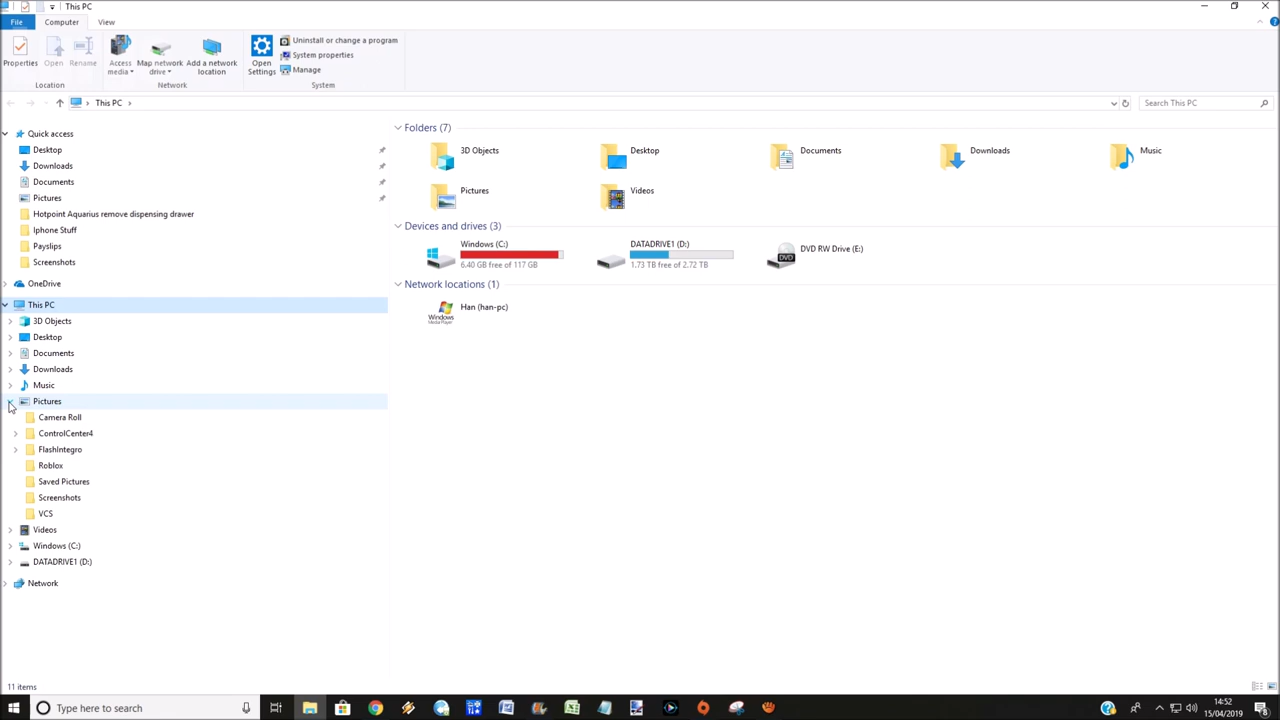 This PC
File Computer View
Properties Open Rename Access media Map network drive Add a network location Open Settings Uninstall or change a program System properties Manage
Location Network System
This PC Search This PC
Quick access
Desktop
Downloads
Documents
Pictures
Hotpoint Aquarius remove dispensing drawer
Iphone Stuff
Payslips
Screenshots
OneDrive
This PC
3D Objects
Desktop
Documents
Downloads
Music
Pictures
Camera Roll
ControlCenter4
FlashIntegro
Roblox
Saved Pictures
Screenshots
VCS
Videos
Windows (C:)
DATADRIVE1 (D:)
Network
Folders (7)
3D Objects Desktop Documents Downloads Music
Pictures Videos
Devices and drives (3)
Windows (C:) DATADRIVE1 (D:) DVD RW Drive (E:)
6.40 GB free of 117 GB 1.73 TB free of 2.72 TB
DVD
Network locations (1)
Han (han-pc)
Windows Media Player
11 items
Type here to search
14:52
15/04/2019